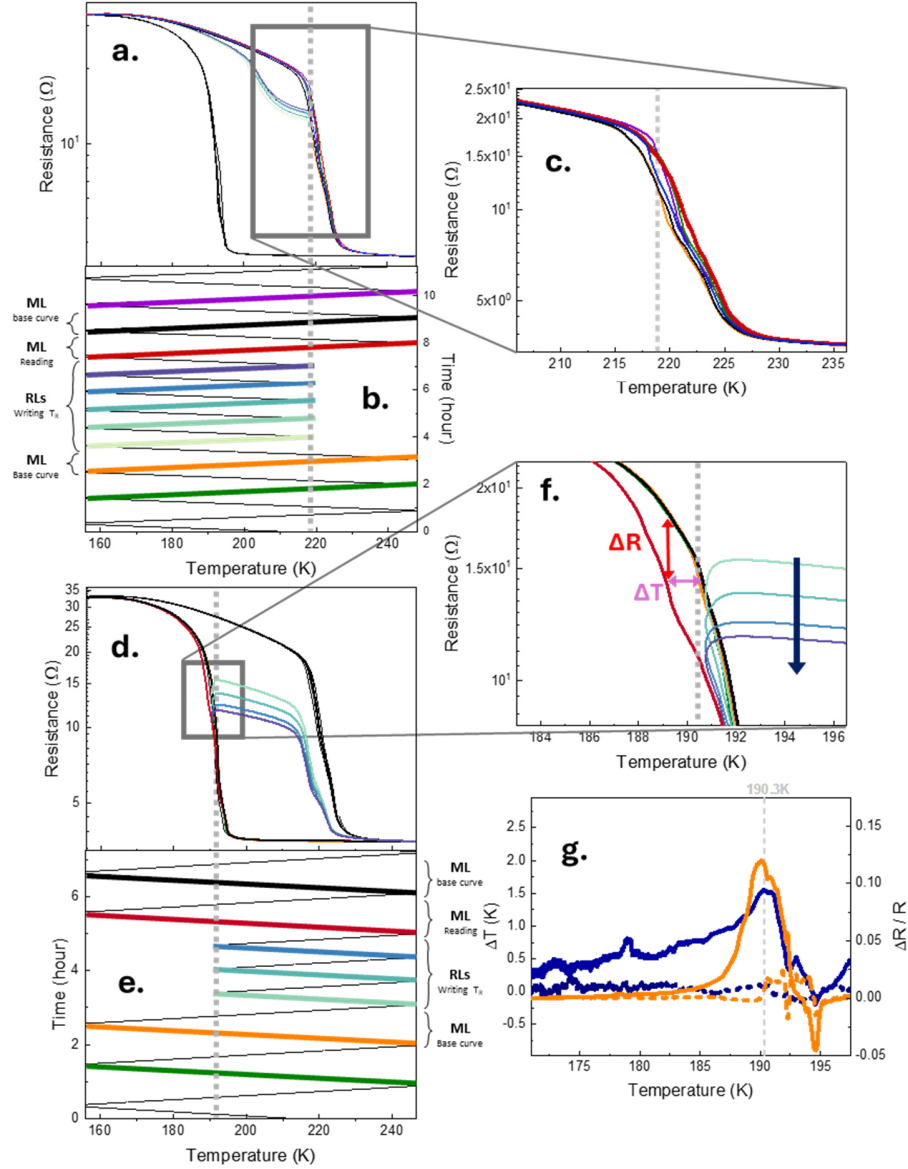 a.
Resistance (Ω)
10¹
160 180 200 220 240
ML
base curve
ML
Reading
RLs
Writing T_R
ML
Base curve
b.
10
8
6
4
2
0
Time (hour)
160 180 200 220 240
Temperature (K)
c.
Resistance (Ω)
2.5x10¹
2x10¹
1.5x10¹
10¹
5x10⁰
210 215 220 225 230 235
Temperature (K)
d.
Resistance (Ω)
35
30
25
20
15
10
5
e.
Time (hour)
6
4
2
0
ML
base curve
ML
Reading
RLs
Writing T_R
ML
Base curve
160 180 200 220 240
Temperature (K)
f.
Resistance (Ω)
2x10¹
1.5x10¹
10¹
ΔR
ΔT
184 186 188 190 192 194 196
Temperature (K)
190.3K
g.
ΔT (K)
2.5
2.0
1.5
1.0
0.5
0.0
-0.5
0.15
0.10
0.05
0.00
-0.05
ΔR / R
175 180 185 190 195
Temperature (K)